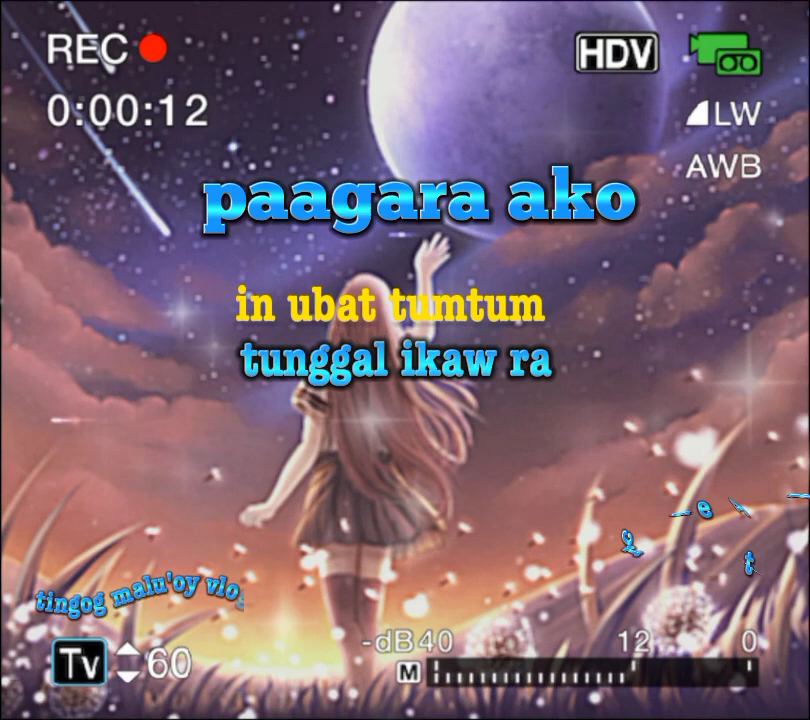 REC HDV
0:00:12 LW
AWB
paagara ako
in ubat tumtum
tunggal ikaw ra
tingog malu'oy vlo
-dB40 12 0
Tv 60 M